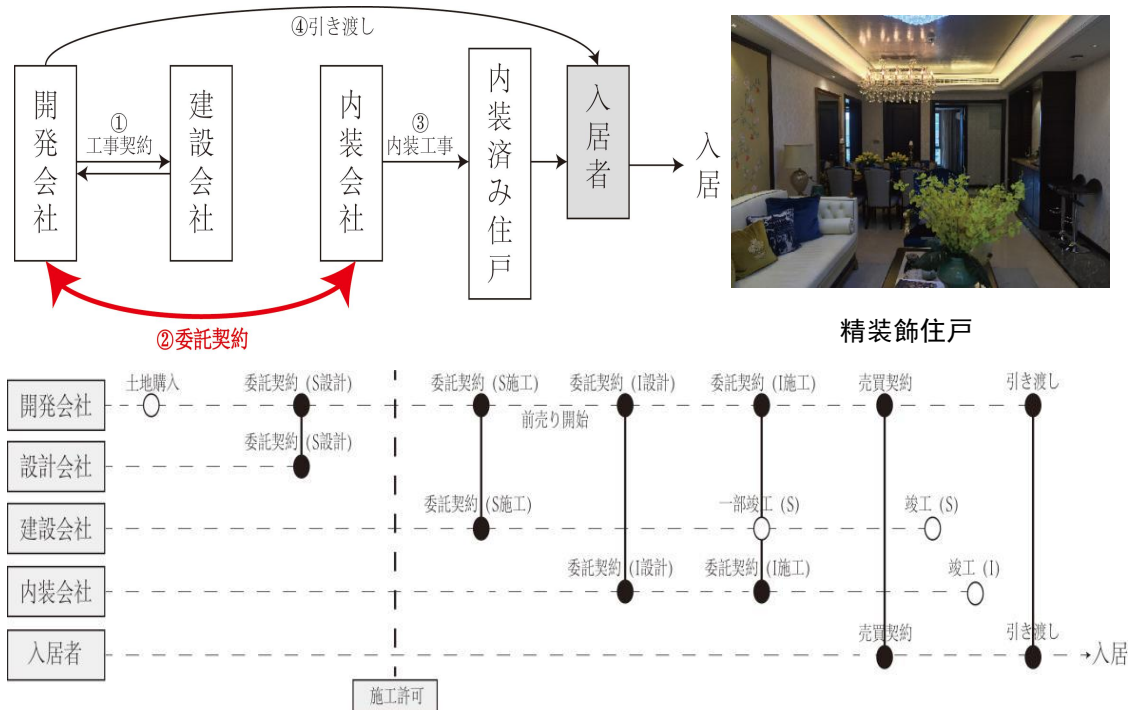 ④引き渡し
開発会社
①
工事契約
建設会社
内装会社
③
内装工事
内装済み住戸
入居者
入居
②委託契約
精装飾住戸
土地購入
委託契約 (S設計)
委託契約 (S施工)
委託契約 (I設計)
委託契約 (I施工)
売買契約
引き渡し
開発会社
前売り開始
委託契約 (S設計)
設計会社
委託契約 (S施工)
一部竣工 (S)
竣工 (S)
建設会社
委託契約 (I設計)
委託契約 (I施工)
竣工 (I)
内装会社
売買契約
引き渡し
入居者
入居
施工許可